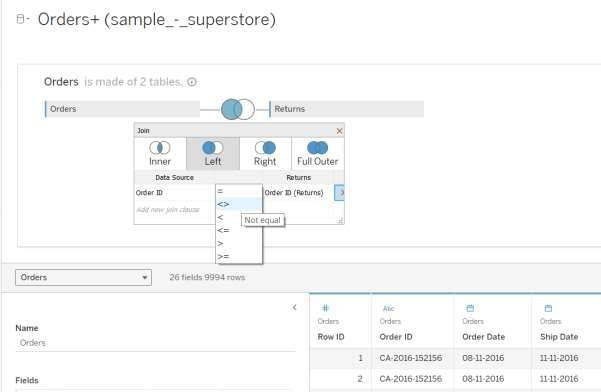 Orders+ (sample_-_superstore)
Orders is made of 2 tables.
Orders
Returns
Join
Inner
Left
Right
Full Outer
Data Source
Returns
Order ID
=
Order ID (Returns)
<>
Add new join clause
<
Not equal
<=
>
>=
Orders
26 fields 9994 rows
Name
Orders
Fields
#
Abc
Orders
Orders
Orders
Orders
Row ID
Order ID
Order Date
Ship Date
1
CA-2016-152156
08-11-2016
11-11-2016
2
CA-2016-152156
08-11-2016
11-11-2016